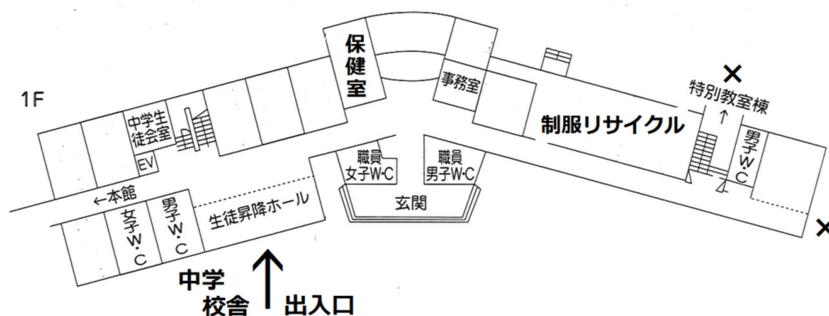 1F
保健室
事務室
×
特別教室棟
↑
中学生
徒会室
EV
制服リサイクル
男子W・C
職員
女子W・C
職員
男子W・C
玄関
←本館
女子W・C
男子W・C
生徒昇降ホール
×
中学
校舎
↑
出入口